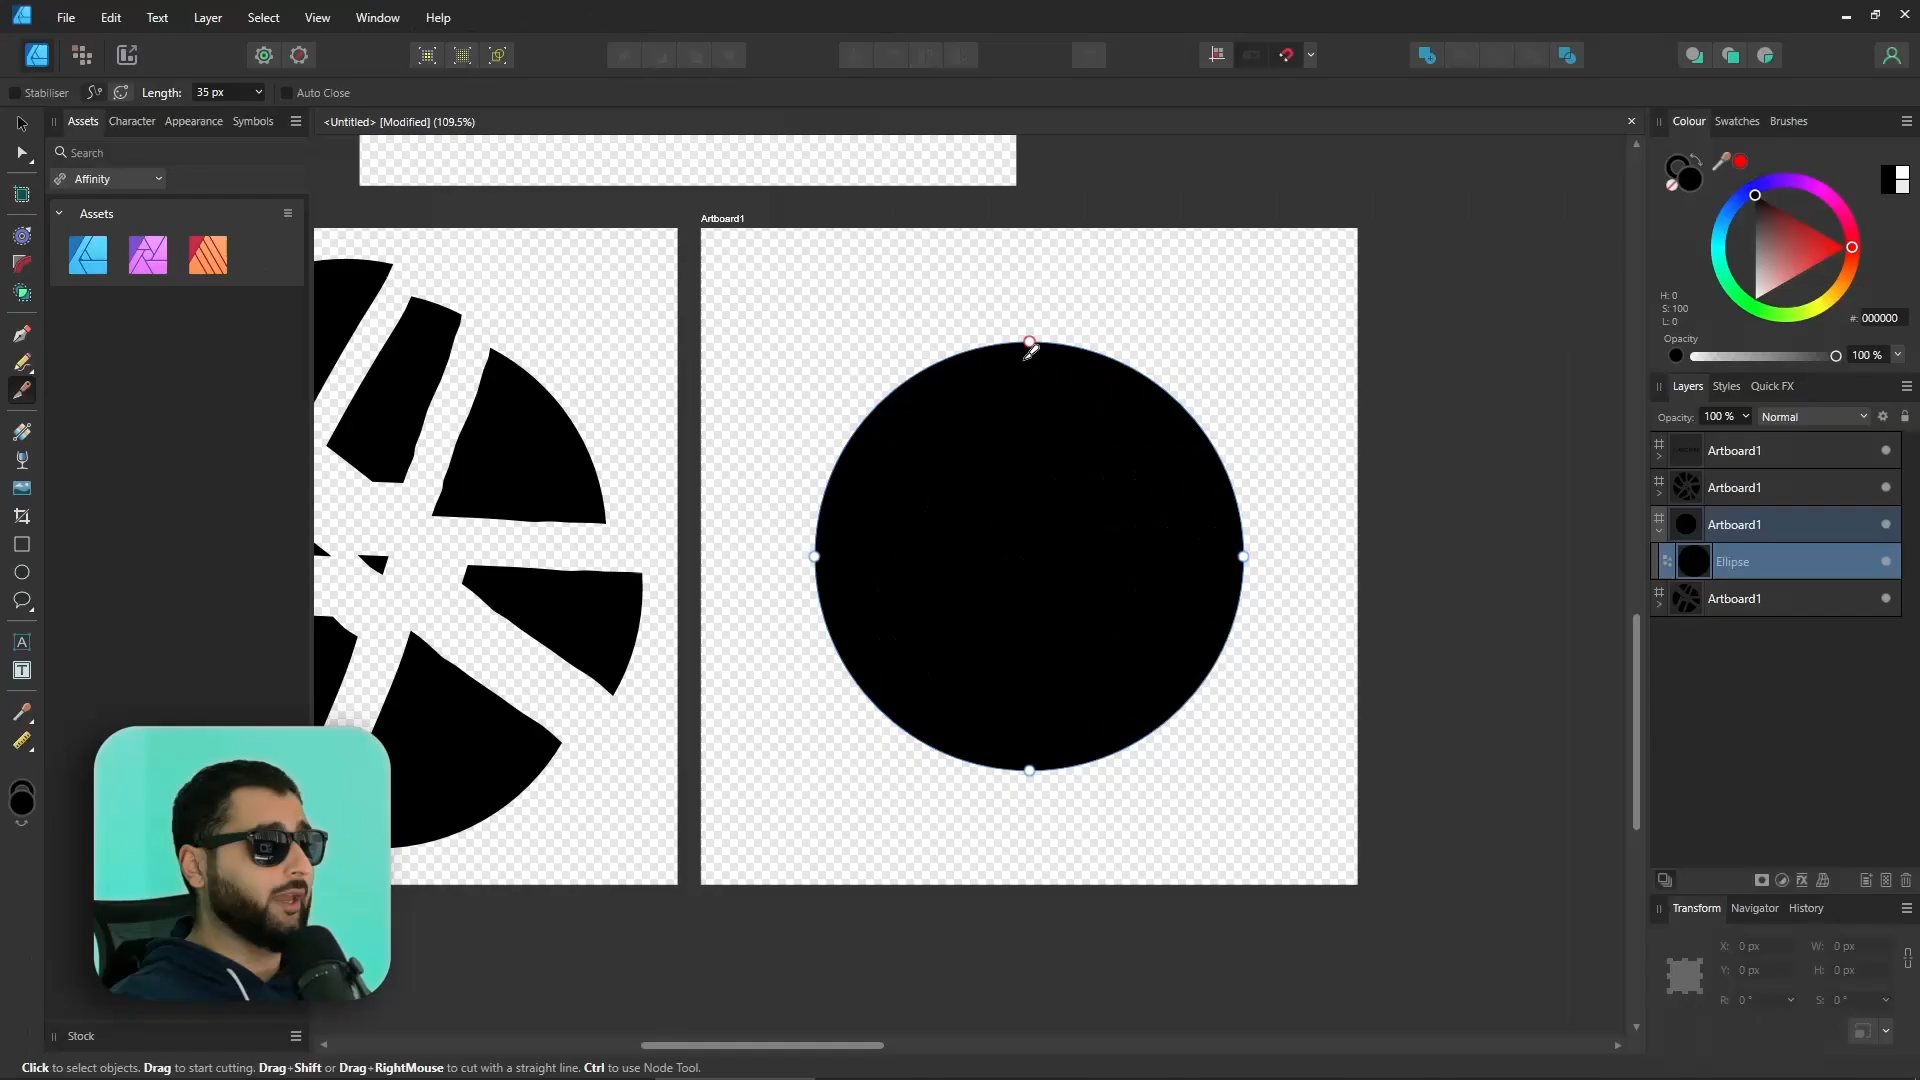 File Edit Text Layer Select View Window Help
Stabiliser Length: 35 px Auto Close
Assets Character Appearance Symbols
<Untitled> [Modified] (109.5%)
Colour Swatches Brushes
Search
Affinity
Assets
Artboard1
H: 0
S: 100
L: 0
#: 000000
Opacity
100 %
Layers Styles Quick FX
Opacity: 100 % Normal
Artboard1
Artboard1
Artboard1
Ellipse
Artboard1
Transform Navigator History
X: 0 px W: 0 px
Y: 0 px H: 0 px
R: 0 ° S: 0 °
Stock
Click to select objects. Drag to start cutting. Drag+Shift or Drag+RightMouse to cut with a straight line. Ctrl to use Node Tool.